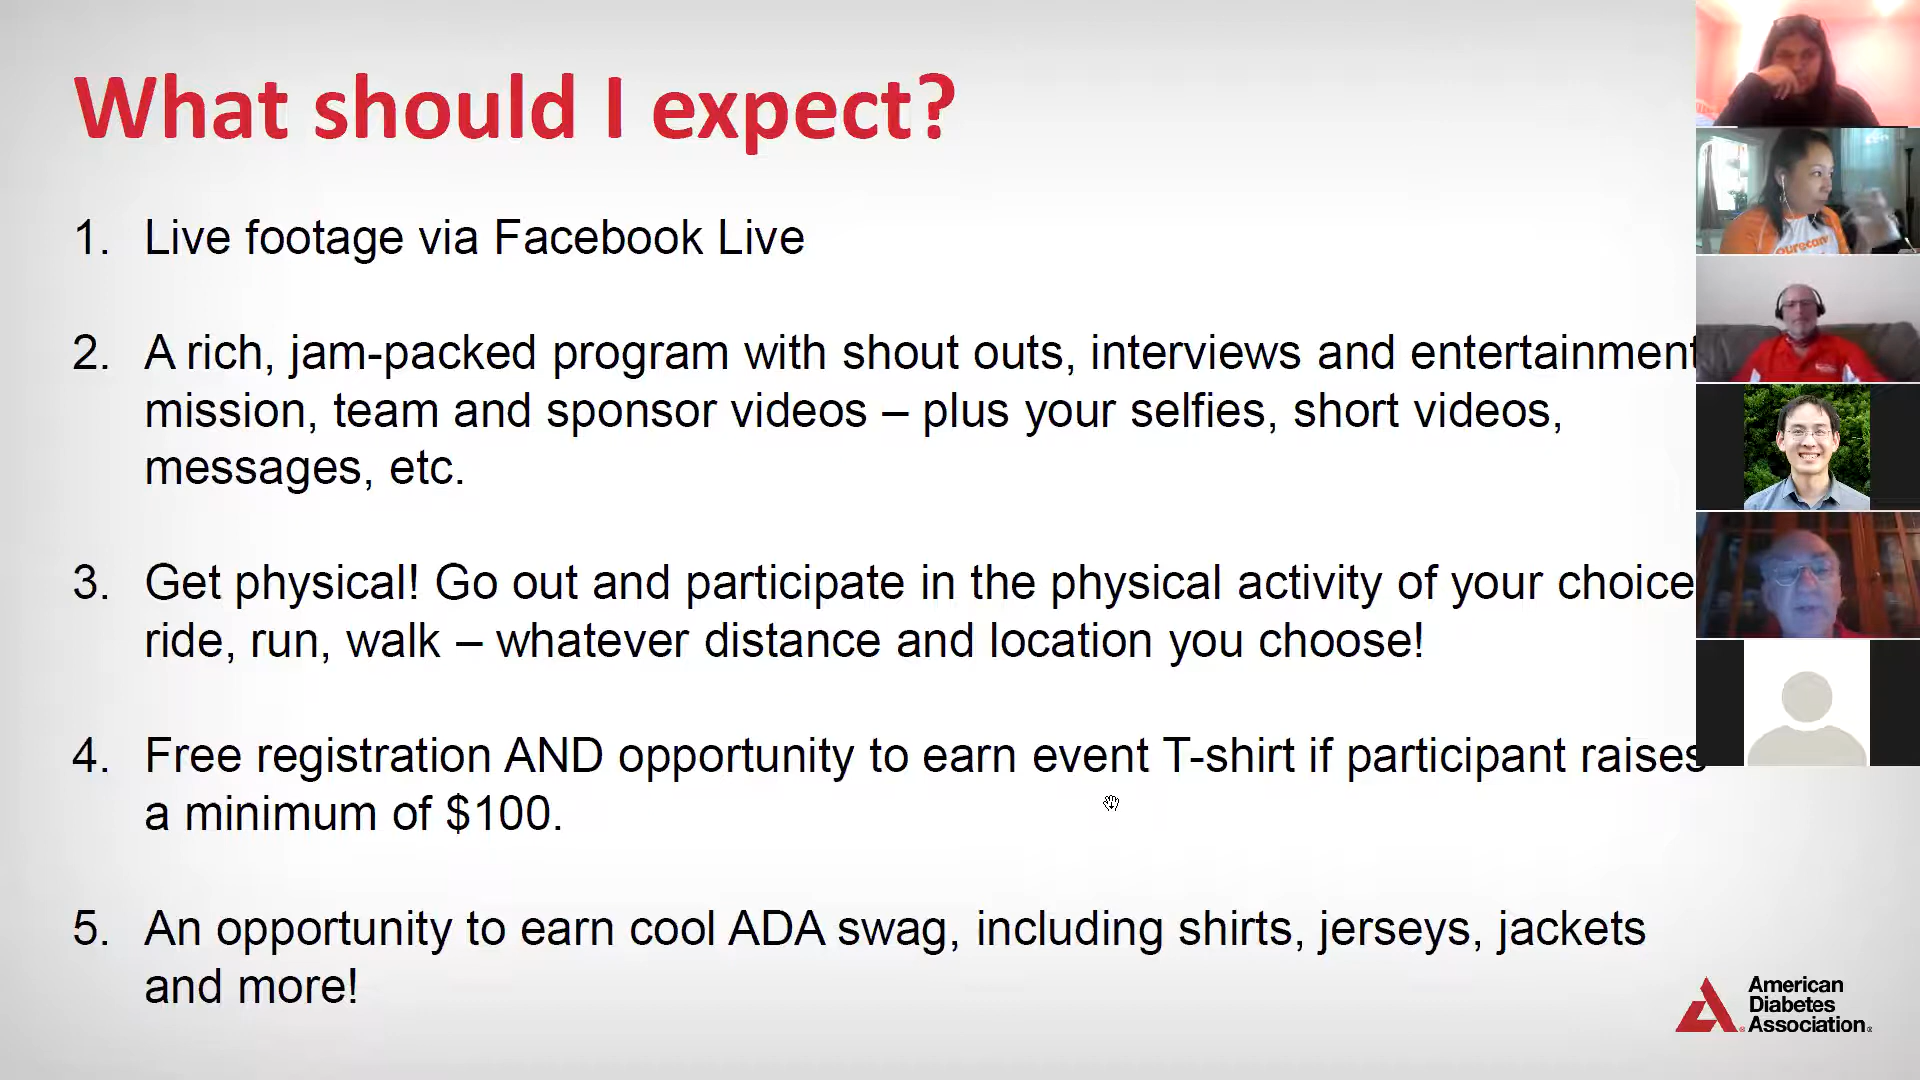 What should I expect?
1. Live footage via Facebook Live
2. A rich, jam-packed program with shout outs, interviews and entertainment
mission, team and sponsor videos – plus your selfies, short videos,
messages, etc.
3. Get physical! Go out and participate in the physical activity of your choice
ride, run, walk – whatever distance and location you choose!
4. Free registration AND opportunity to earn event T-shirt if participant raises
a minimum of $100.
5. An opportunity to earn cool ADA swag, including shirts, jerseys, jackets
and more!
American
Diabetes
Association®